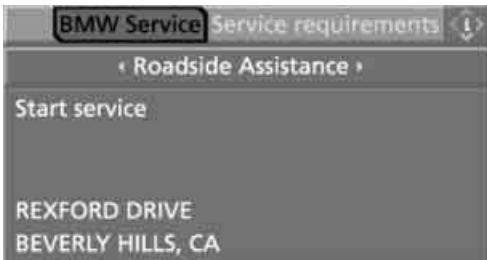 BMW Service Service requirements i
Roadside Assistance
Start service
REXFORD DRIVE
BEVERLY HILLS, CA